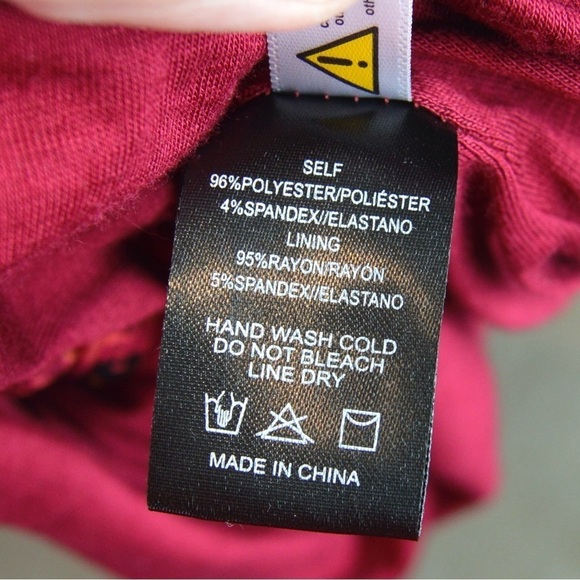 SELF
96%POLYESTER/POLIÉSTER
4%SPANDEX//ELASTANO
LINING
95%RAYON/RAYON
5%SPANDEX//ELASTANO
HAND WASH COLD
DO NOT BLEACH
LINE DRY
MADE IN CHINA